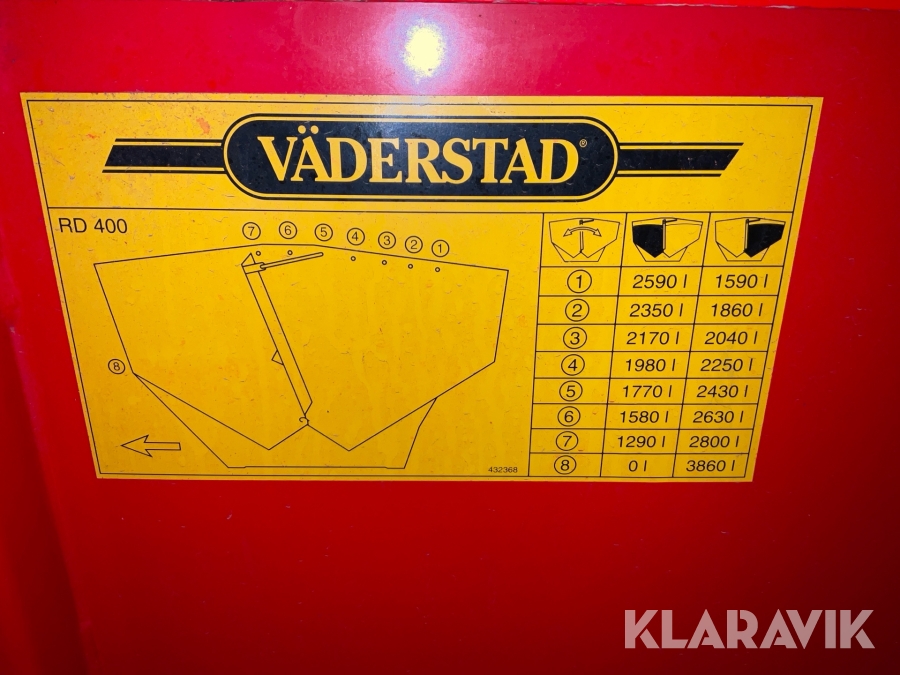 VÄDERSTAD®
RD 400
7 6 5 4 3 2 1
8
432368
1 2590 l 1590 l
2 2350 l 1860 l
3 2170 l 2040 l
4 1980 l 2250 l
5 1770 l 2430 l
6 1580 l 2630 l
7 1290 l 2800 l
8 0 l 3860 l
KLARAVIK